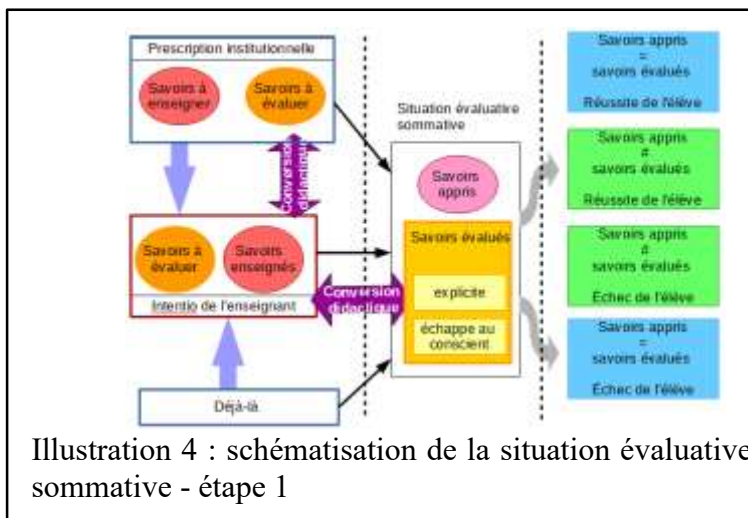 Prescription institutionnelle
Savoirs à
enseigner
Savoirs à
évaluer
Conversion
didactique
Savoirs à
évaluer
Savoirs
enseignés
Intentio de l'enseignant
Déjà-là
Conversion
didactique
Situation évaluative
sommative
Savoirs
appris
Savoirs évalués
explicite
échappe au
conscient
Savoirs appris
=
savoirs évalués
Réussite de l'élève
Savoirs appris
#
savoirs évalués
Réussite de l'élève
Savoirs appris
#
savoirs évalués
Echec de l'élève
Savoirs appris
=
savoirs évalués
Échec de l'élève
Illustration 4 : schématisation de la situation évaluative
sommative - étape 1